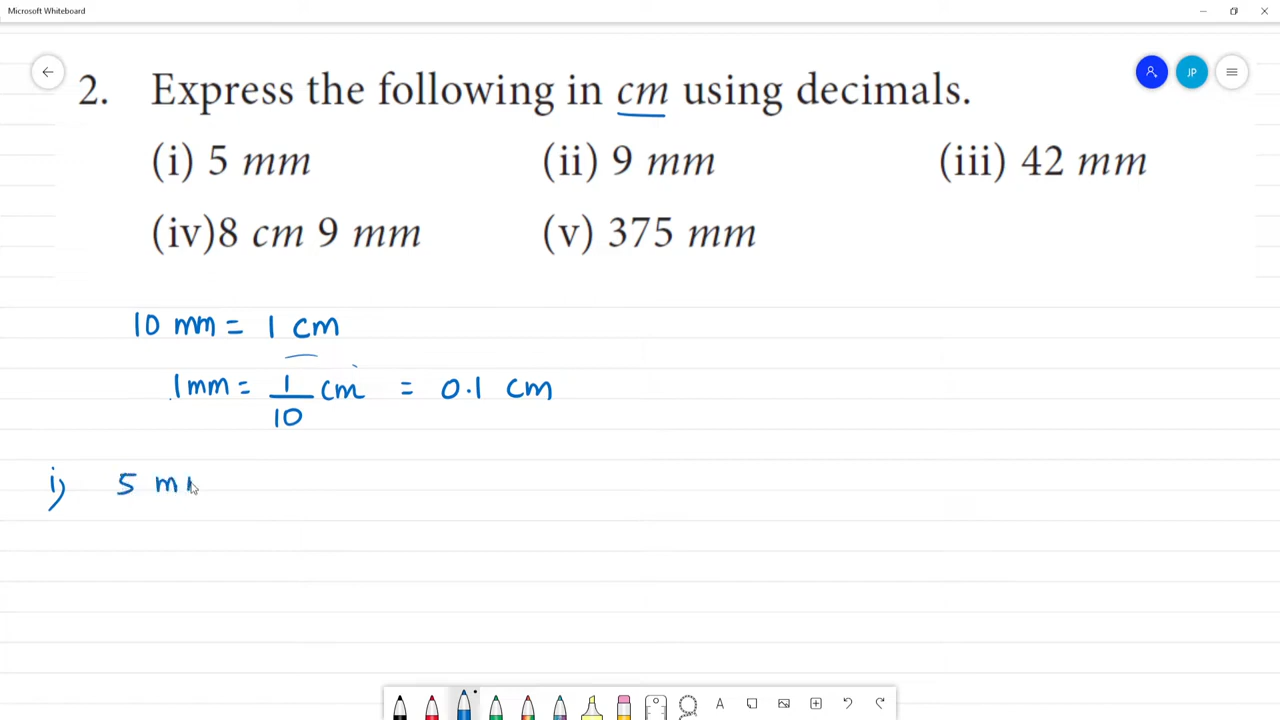 Microsoft Whiteboard
JP
2. Express the following in cm using decimals.
(i) 5 mm (ii) 9 mm (iii) 42 mm
(iv)8 cm 9 mm (v) 375 mm
10 mm = 1 cm
1mm = 1/10 cm = 0.1 cm
i) 5 m
A